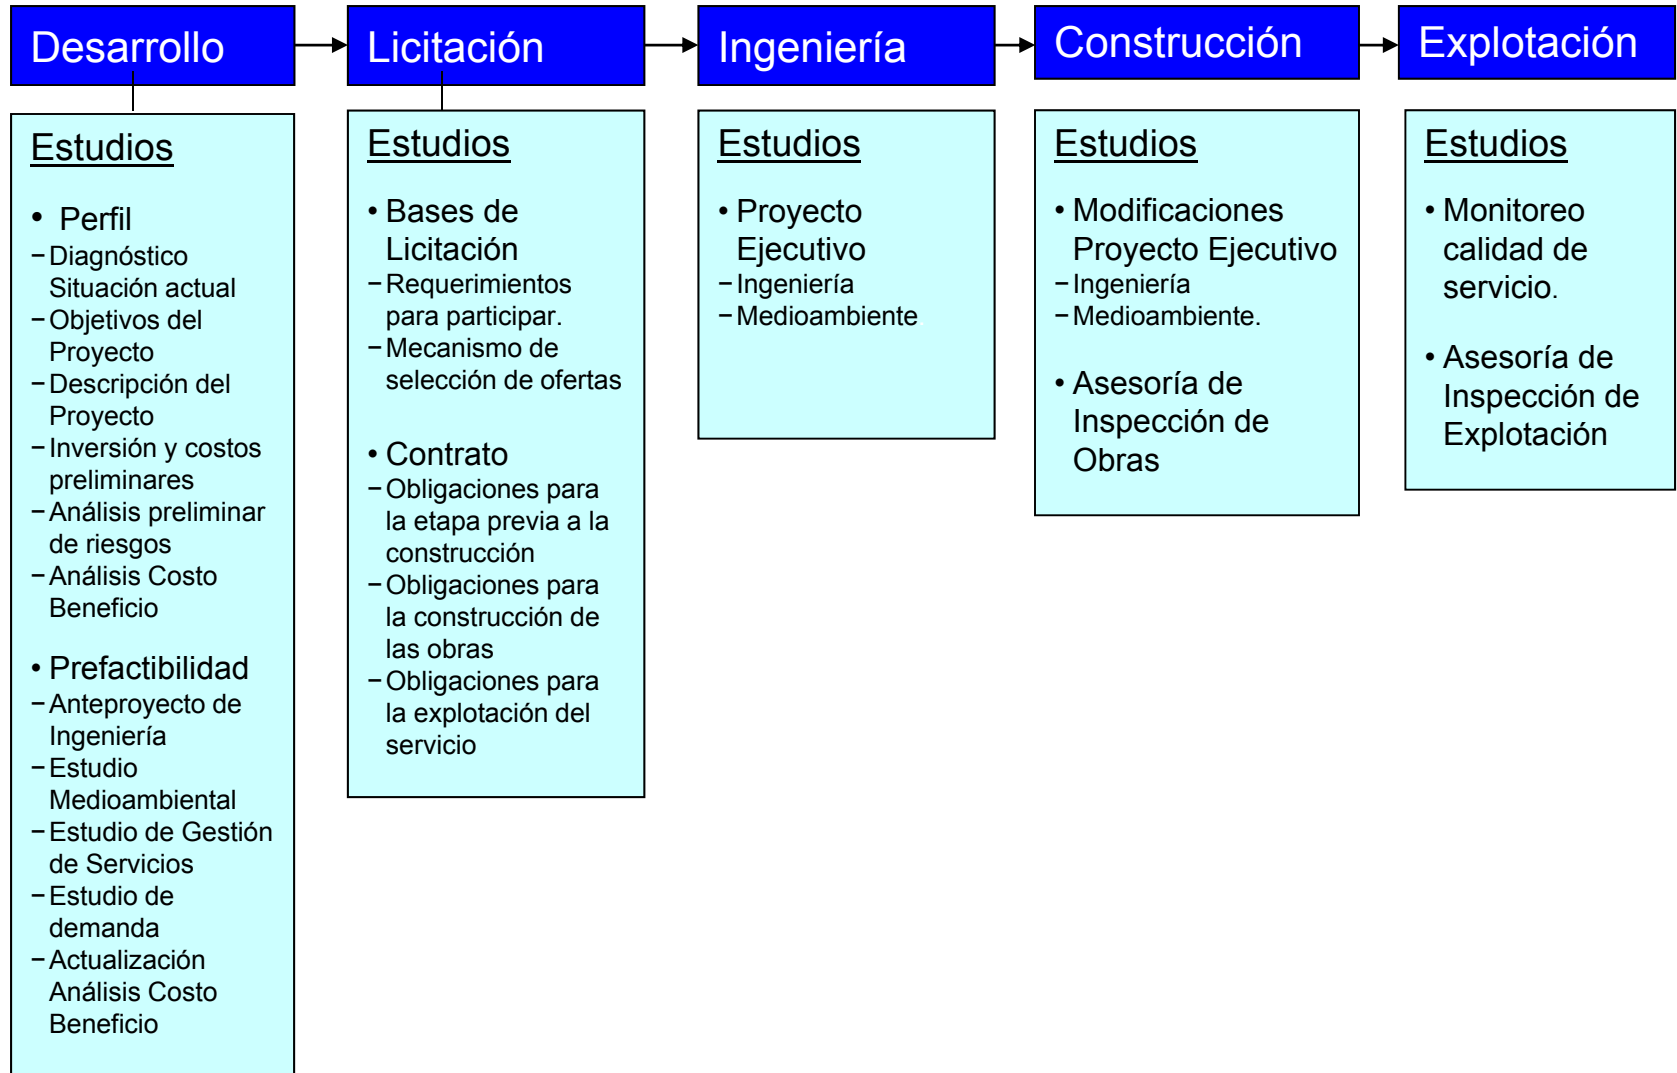 Desarrollo
Licitación
Ingeniería
Construcción
Explotación
Estudios
• Perfil
−Diagnóstico
Situación actual
−Objetivos del
Proyecto
−Descripción del
Proyecto
−Inversión y costos
preliminares
−Análisis preliminar
de riesgos
−Análisis Costo
Beneficio
• Prefactibilidad
−Anteproyecto de
Ingeniería
−Estudio
Medioambiental
−Estudio de Gestión
de Servicios
−Estudio de
demanda
−Actualización
Análisis Costo
Beneficio
Estudios
• Bases de
Licitación
−Requerimientos
para participar.
−Mecanismo de
selección de ofertas
• Contrato
−Obligaciones para
la etapa previa a la
construcción
−Obligaciones para
la construcción de
las obras
−Obligaciones para
la explotación del
servicio
Estudios
• Proyecto
Ejecutivo
−Ingeniería
−Medioambiente
Estudios
• Modificaciones
Proyecto Ejecutivo
−Ingeniería
−Medioambiente.
• Asesoría de
Inspección de
Obras
Estudios
• Monitoreo
calidad de
servicio.
• Asesoría de
Inspección de
Explotación